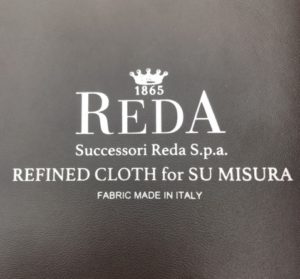 1865
REDA
Successori Reda S.p.a.
REFINED CLOTH for SU MISURA
FABRIC MADE IN ITALY